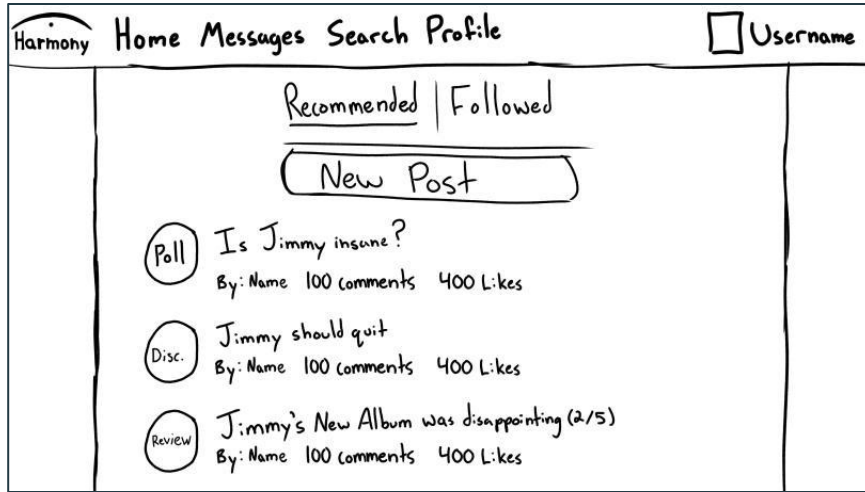 Harmony Home Messages Search Profile Username
Recommended | Followed
New Post
Poll Is Jimmy insane?
By: Name 100 comments 400 Likes
Disc. Jimmy should quit
By: Name 100 comments 400 Likes
Review Jimmy's New Album was disappointing (2/5)
By: Name 100 comments 400 Likes